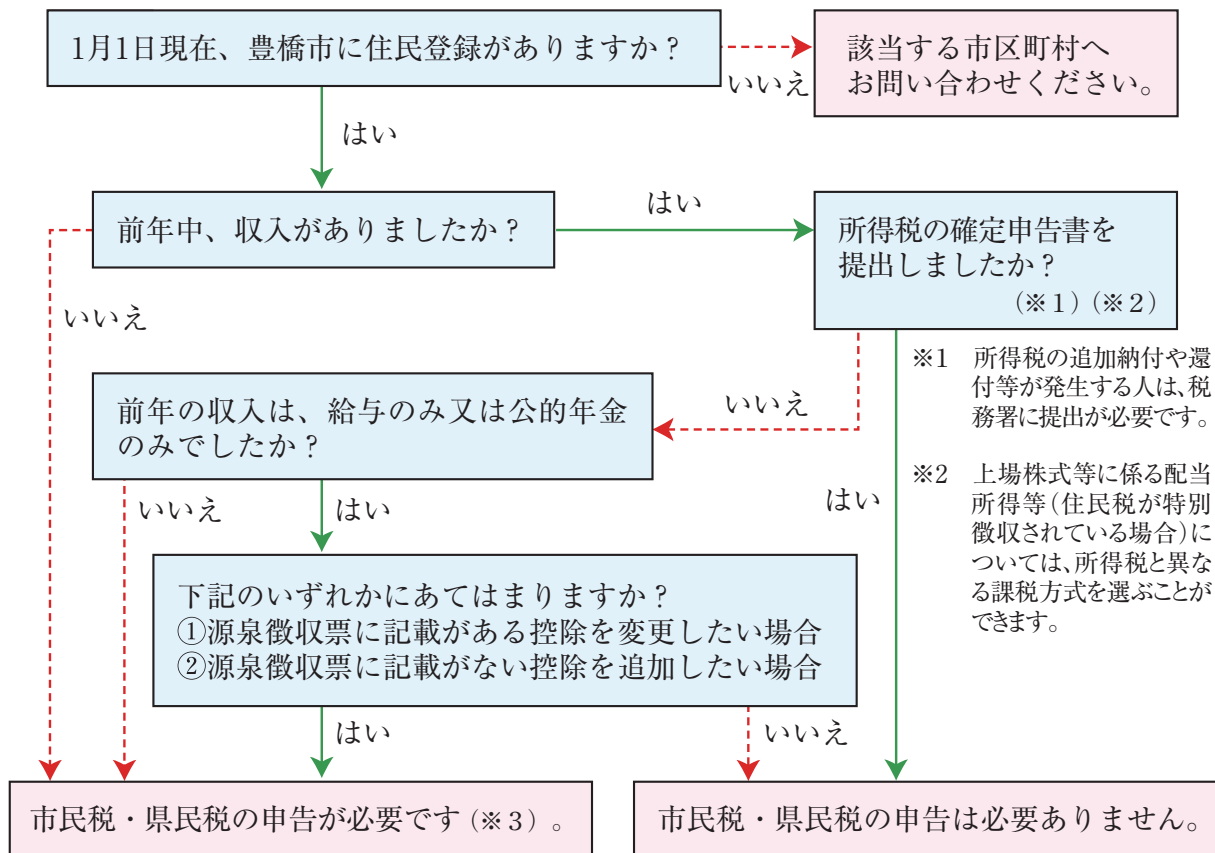 1月1日現在、豊橋市に住民登録がありますか？
いいえ
該当する市区町村へ
お問い合わせください。
はい
前年中、収入がありましたか？
はい
所得税の確定申告書を
提出しましたか？
(※1)(※2)
いいえ
※1 所得税の追加納付や還
付等が発生する人は、税
務署に提出が必要です。
前年の収入は、給与のみ又は公的年金
のみでしたか？
いいえ
※2 上場株式等に係る配当
所得等(住民税が特別
徴収されている場合)に
ついては、所得税と異な
る課税方式を選ぶことが
できます。
いいえ
はい
はい
下記のいずれかにあてはまりますか？
①源泉徴収票に記載がある控除を変更したい場合
②源泉徴収票に記載がない控除を追加したい場合
はい
いいえ
市民税・県民税の申告が必要です(※3)。
市民税・県民税の申告は必要ありません。